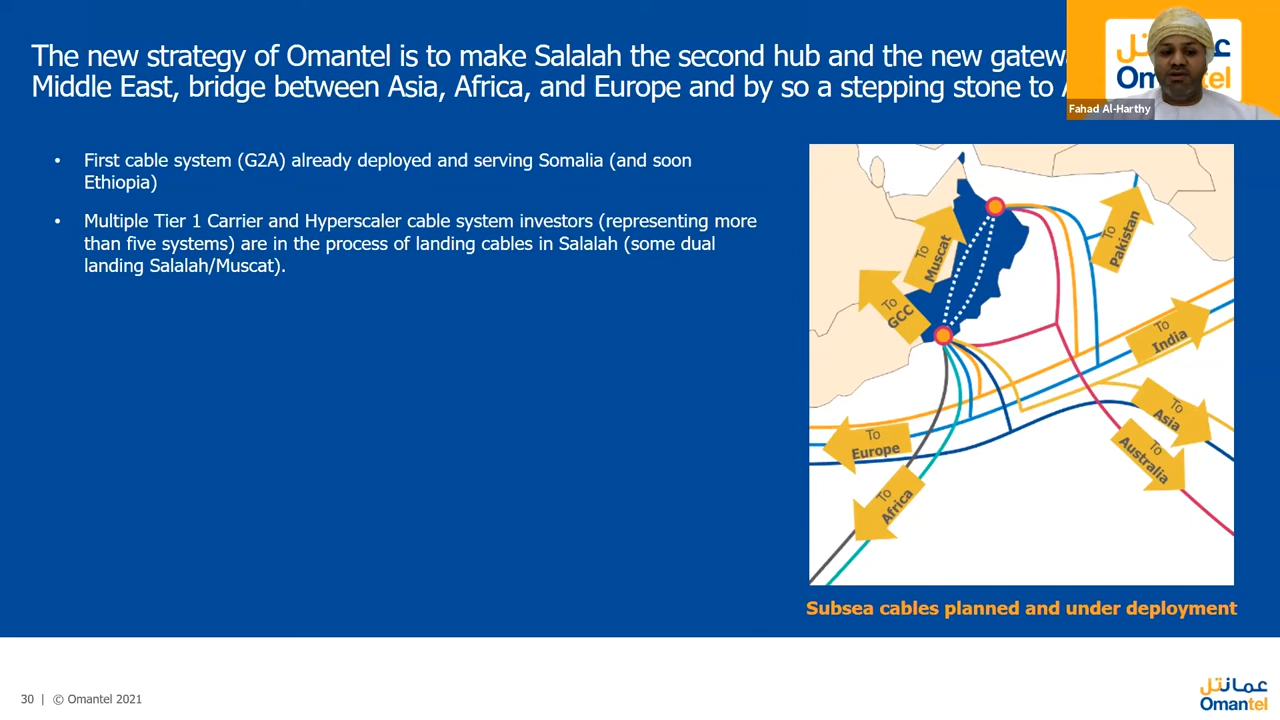 The new strategy of Omantel is to make Salalah the second hub and the new
Middle East, bridge between Asia, Africa, and Europe and by so a stepping stone to
عمانتل
Omantel
Fahad Al-Harthy
• First cable system (G2A) already deployed and serving Somalia (and soon
Ethiopia)
• Multiple Tier 1 Carrier and Hyperscaler cable system investors (representing more
than five systems) are in the process of landing cables in Salalah (some dual
landing Salalah/Muscat).
To
Muscat
To
Pakistan
To
GCC
To
India
To
Asia
To
Europe
To
Australia
To
Africa
Subsea cables planned and under deployment
30 | © Omantel 2021
عمانتل
Omantel